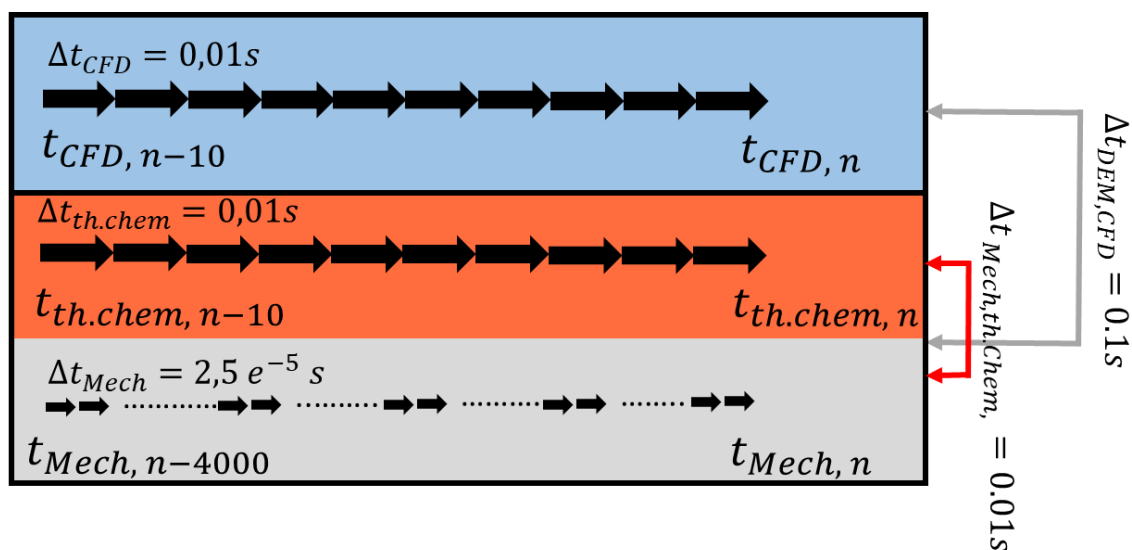 Δt_CFD = 0,01s
t_CFD, n−10
t_CFD, n
Δt_th.chem = 0,01s
t_th.chem, n−10
t_th.chem, n
Δt_Mech = 2,5 e^−5 s
t_Mech, n−4000
t_Mech, n
Δt_Mech,th.Chem, = 0.01s
Δt_DEM,CFD = 0.1s